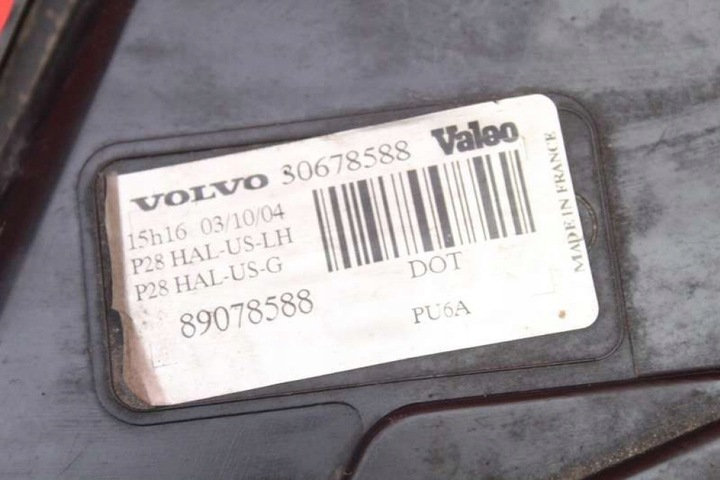 VOLVO 30678588 Valeo
15h16 03/10/04
P28 HAL-US-LH
P28 HAL-US-G
DOT
89078588
PU6A
MADE IN FRANCE